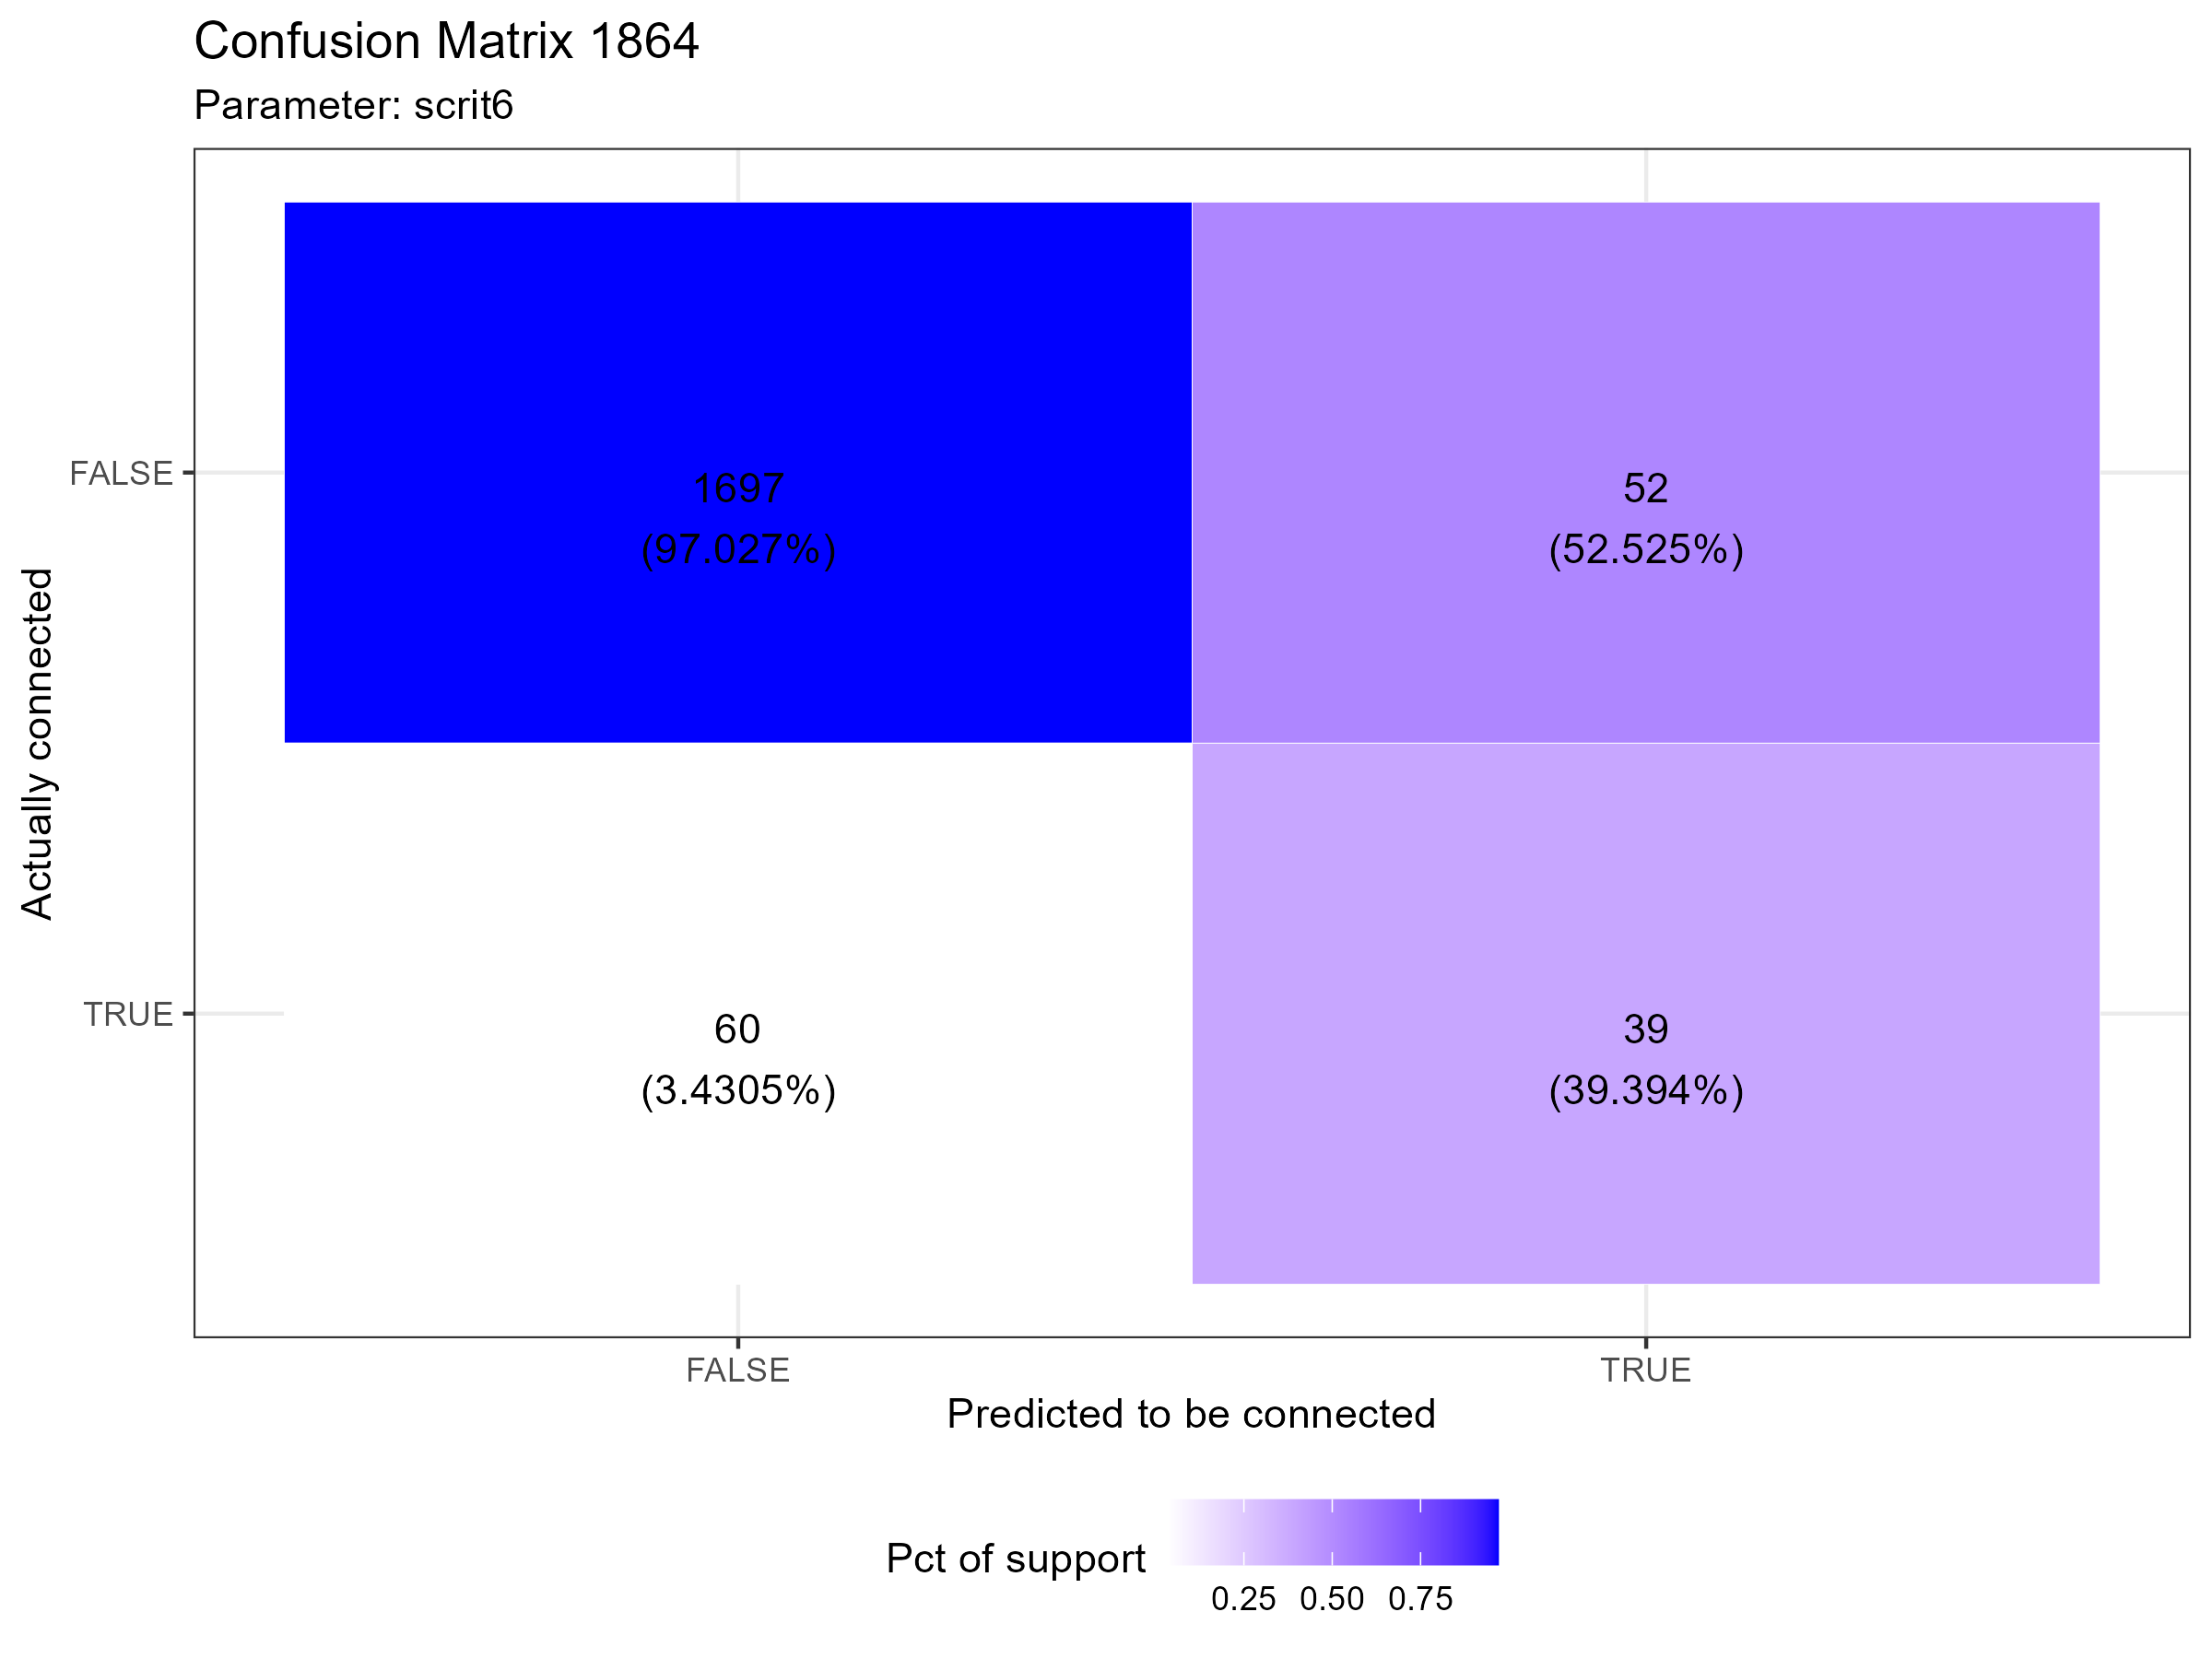 Confusion Matrix 1864
Parameter: scrit6
Actually connected
FALSE
1697
(97.027%)
52
(52.525%)
TRUE
60
(3.4305%)
39
(39.394%)
FALSE
TRUE
Predicted to be connected
Pct of support
0.25 0.50 0.75